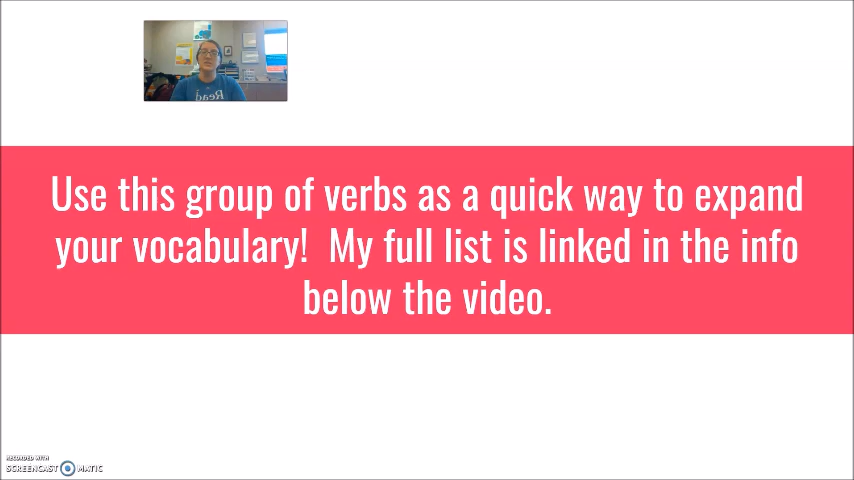 Read
Use this group of verbs as a quick way to expand
your vocabulary!  My full list is linked in the info
below the video.
RECORDED WITH
SCREENCAST MATIC